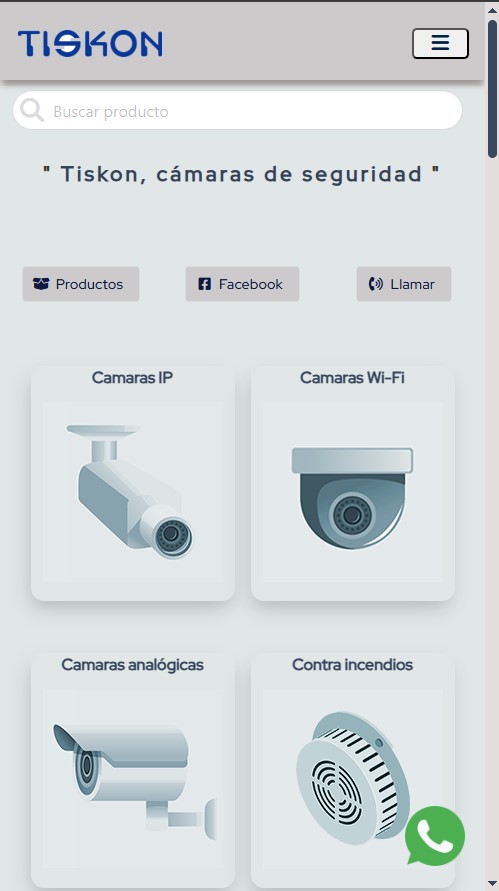 TISKON
Buscar producto
" Tiskon, cámaras de seguridad "
Productos
Facebook
Llamar
Camaras IP
Camaras Wi-Fi
Camaras analógicas
Contra incendios